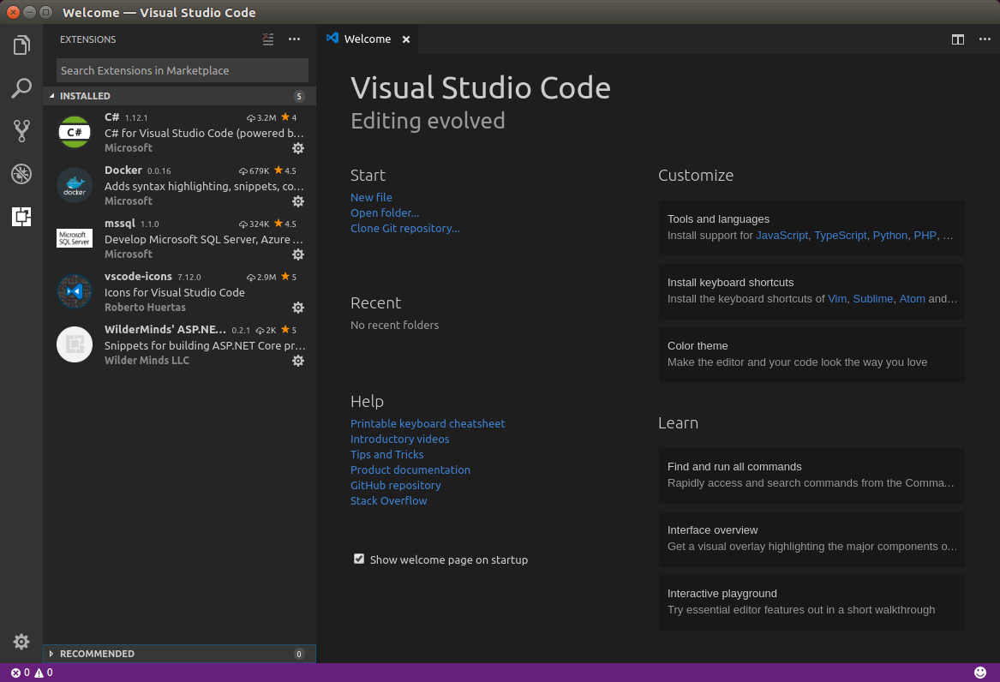 Welcome — Visual Studio Code
EXTENSIONS
Search Extensions in Marketplace
INSTALLED 5
C#
C# 1.12.1 3.2M 4
C# for Visual Studio Code (powered b...
Microsoft
docker
Docker 0.0.16 679K 4.5
Adds syntax highlighting, snippets, co...
Microsoft
Microsoft
SQL Server
mssql 1.1.0 324K 4.5
Develop Microsoft SQL Server, Azure ...
Microsoft
vscode-icons 7.12.0 2.9M 5
Icons for Visual Studio Code
Roberto Huertas
WilderMinds' ASP.NE... 0.2.1 2K 5
Snippets for building ASP.NET Core pr...
Wilder Minds LLC
RECOMMENDED 0
Welcome
Visual Studio Code
Editing evolved
Start
New file
Open folder...
Clone Git repository...
Recent
No recent folders
Help
Printable keyboard cheatsheet
Introductory videos
Tips and Tricks
Product documentation
GitHub repository
Stack Overflow
Show welcome page on startup
Customize
Tools and languages
Install support for JavaScript, TypeScript, Python, PHP, ...
Install keyboard shortcuts
Install the keyboard shortcuts of Vim, Sublime, Atom and...
Color theme
Make the editor and your code look the way you love
Learn
Find and run all commands
Rapidly access and search commands from the Comma...
Interface overview
Get a visual overlay highlighting the major components o...
Interactive playground
Try essential editor features out in a short walkthrough
0 0